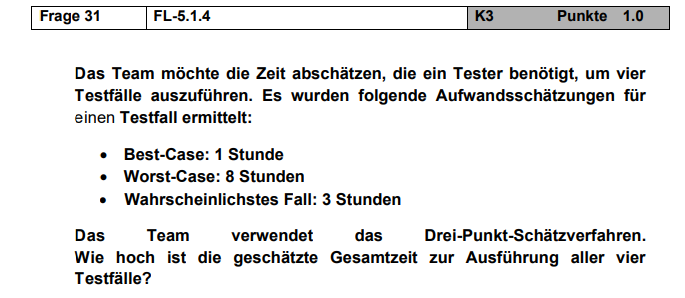 Frage 31 FL-5.1.4 K3 Punkte 1.0
Das Team möchte die Zeit abschätzen, die ein Tester benötigt, um vier
Testfälle auszuführen. Es wurden folgende Aufwandsschätzungen für
einen Testfall ermittelt:
• Best-Case: 1 Stunde
• Worst-Case: 8 Stunden
• Wahrscheinlichstes Fall: 3 Stunden
Das Team verwendet das Drei-Punkt-Schätzverfahren.
Wie hoch ist die geschätzte Gesamtzeit zur Ausführung aller vier
Testfälle?